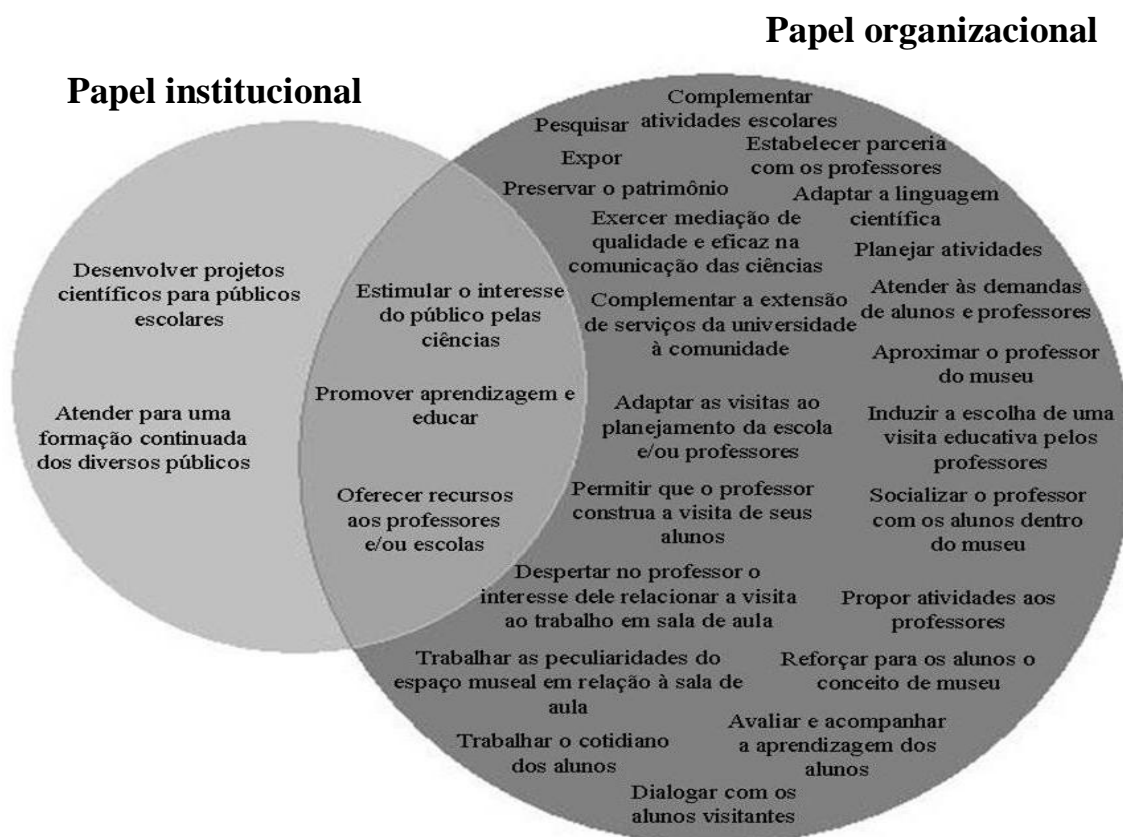 Papel organizacional
Papel institucional
Desenvolver projetos
científicos para públicos
escolares
Atender para uma
formação continuada
dos diversos públicos
Estimular o interesse
do público pelas
ciências
Promover aprendizagem e
educar
Oferecer recursos
aos professores
e/ou escolas
Complementar
atividades escolares
Pesquisar
Estabelecer parceria
com os professores
Expor
Preservar o patrimônio
Adaptar a linguagem
científica
Exercer mediação de
qualidade e eficaz na
comunicação das ciências
Planejar atividades
Complementar a extensão
de serviços da universidade
à comunidade
Atender às demandas
de alunos e professores
Aproximar o professor
do museu
Adaptar as visitas ao
planejamento da escola
e/ou professores
Induzir a escolha de uma
visita educativa pelos
professores
Permitir que o professor
construa a visita de seus
alunos
Socializar o professor
com os alunos dentro
do museu
Despertar no professor o
interesse dele relacionar a visita
ao trabalho em sala de aula
Propor atividades aos
professores
Trabalhar as peculiaridades do
espaço museal em relação à sala de
aula
Reforçar para os alunos o
conceito de museu
Trabalhar o cotidiano
dos alunos
Avaliar e acompanhar
a aprendizagem dos
alunos
Dialogar com os
alunos visitantes